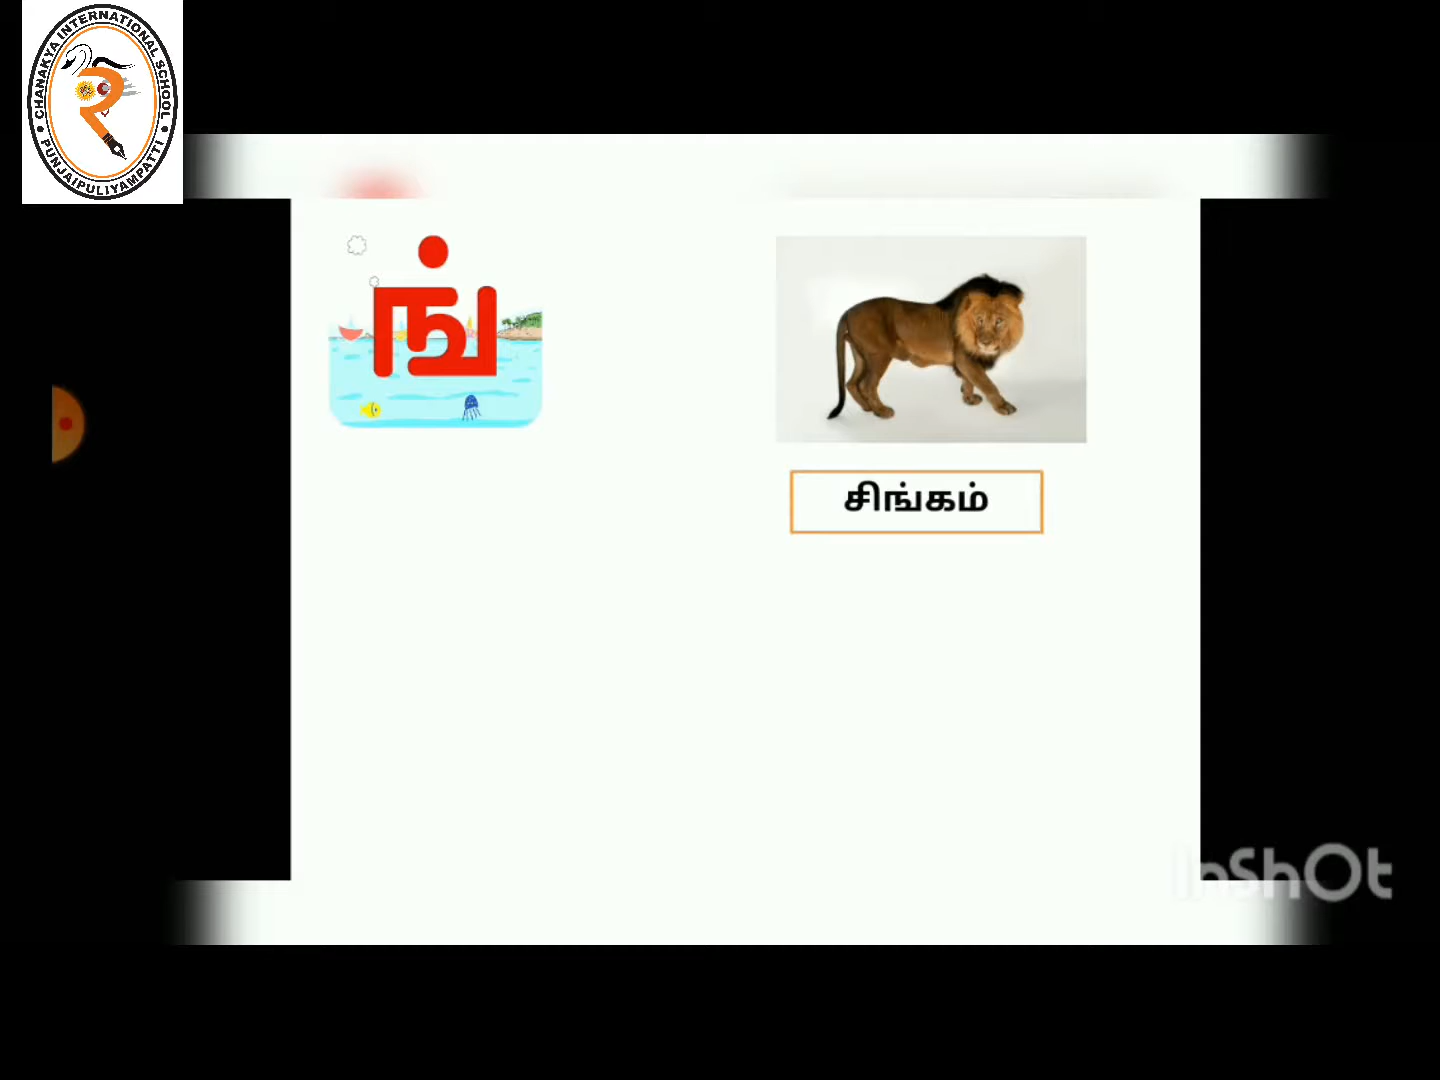 CHANAKYA INTERNATIONAL SCHOOL
PUNJAIPULIYAMPATTI
ங்
சிங்கம்
InShOt